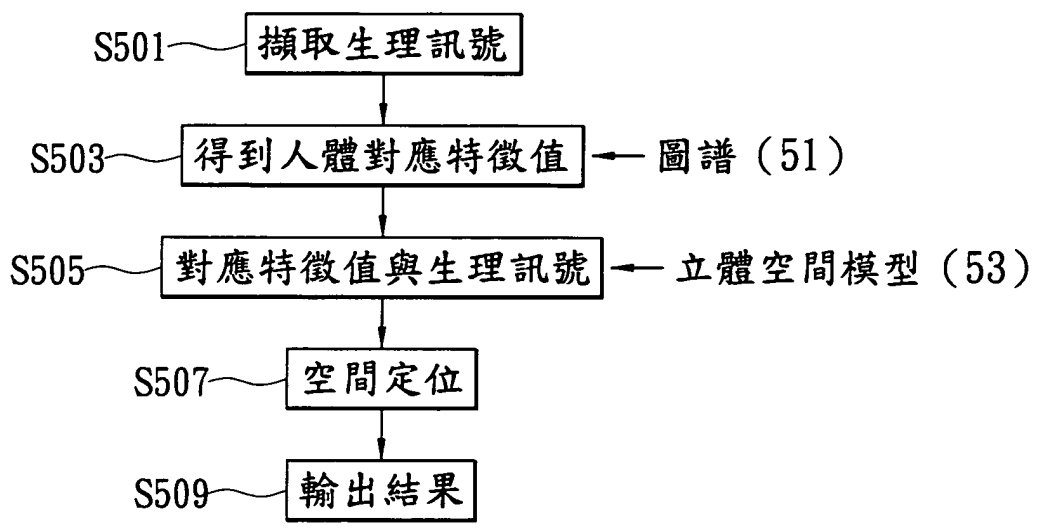 S501 擷取生理訊號
S503 得到人體對應特徵值 圖譜（51）
S505 對應特徵值與生理訊號 立體空間模型（53）
S507 空間定位
S509 輸出結果